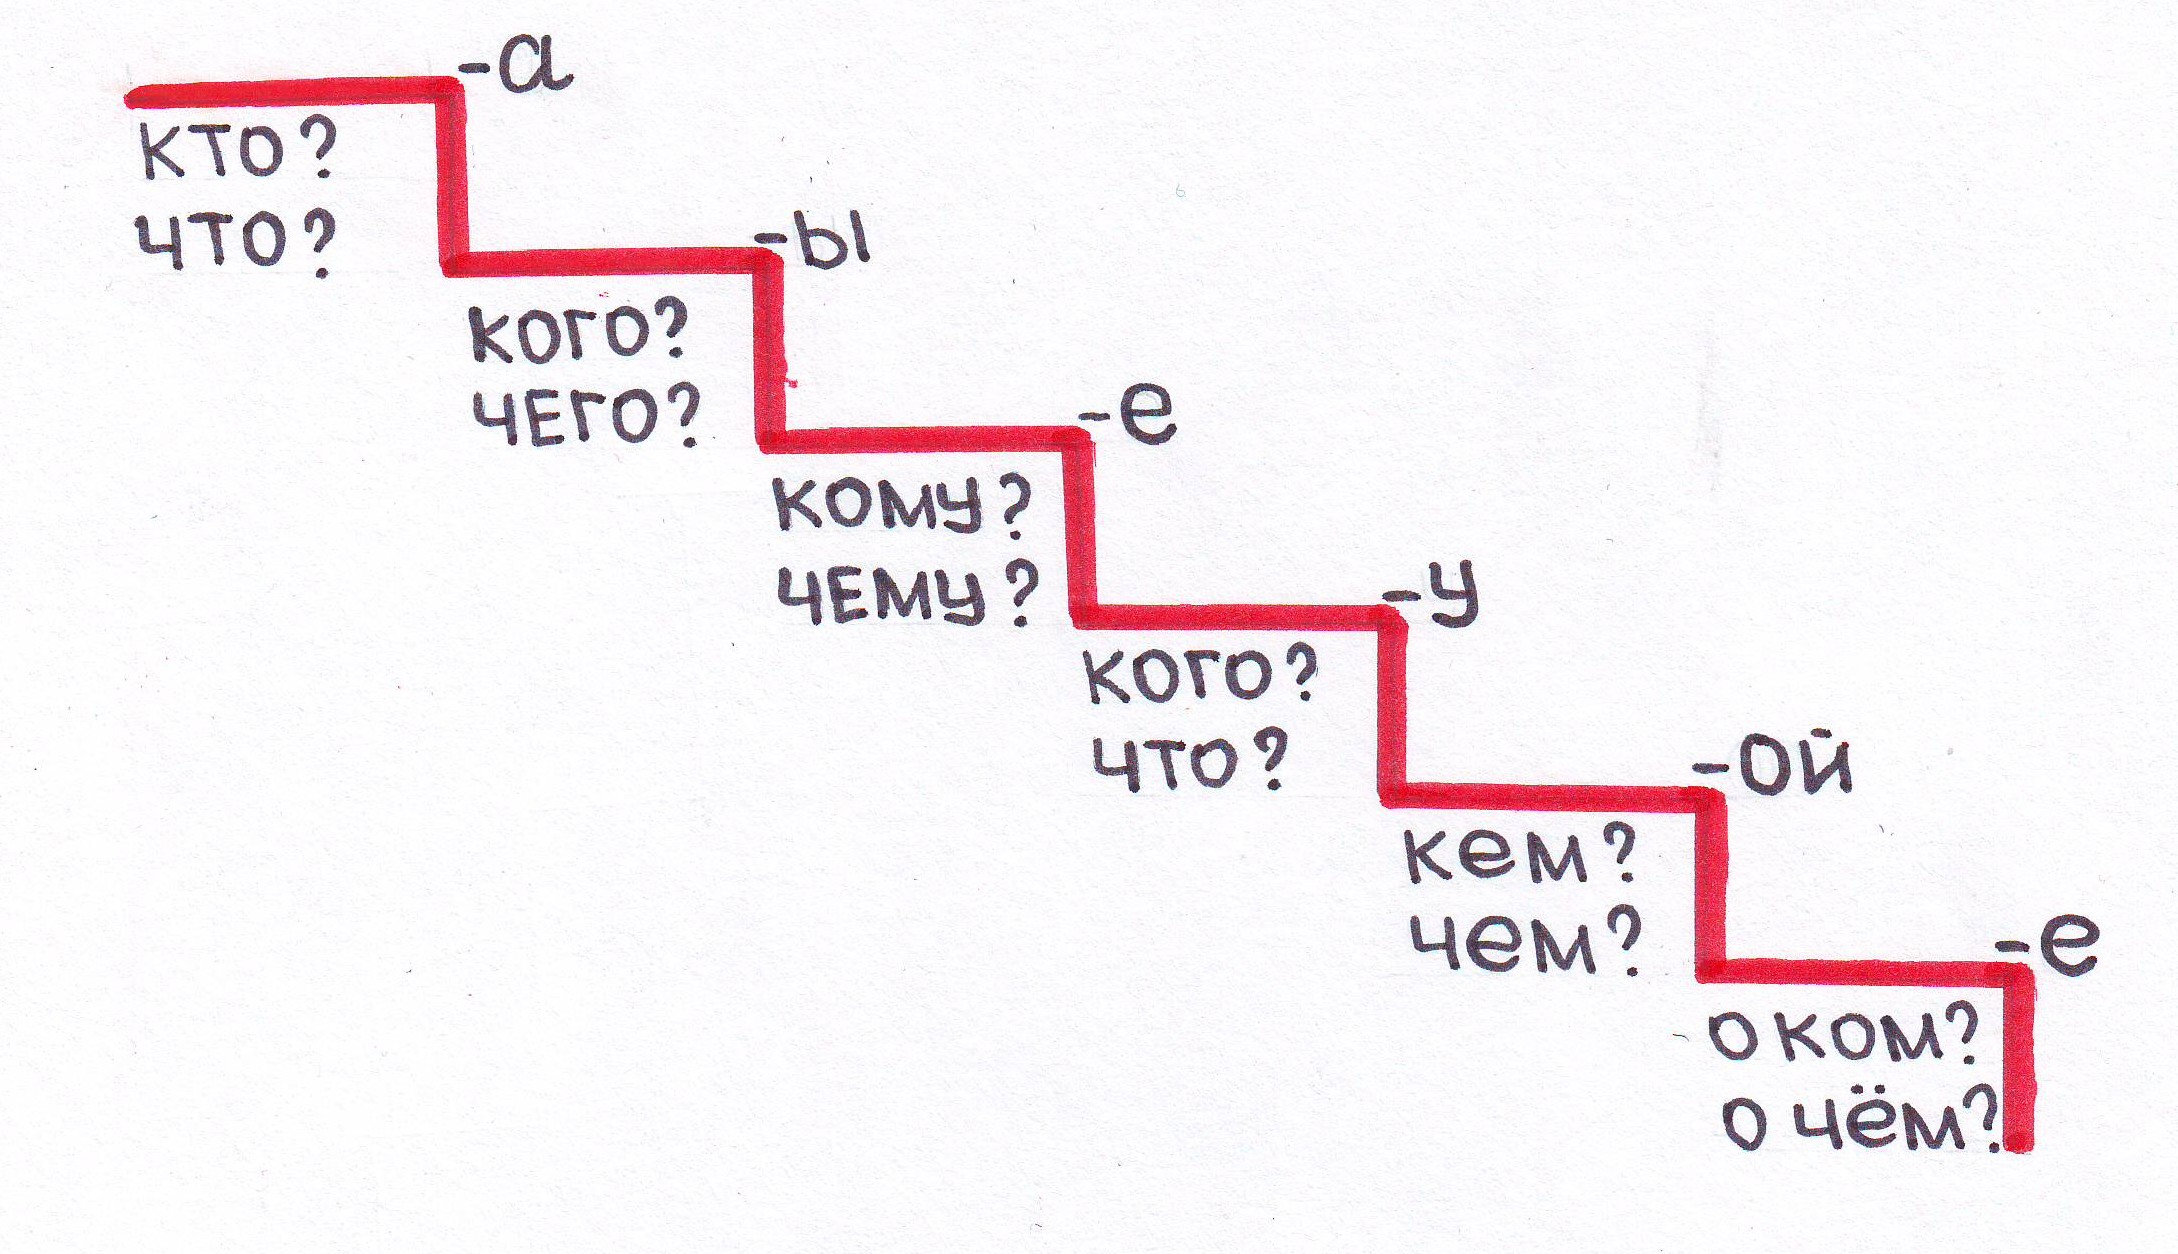 -а
кто?
что?
-ы
кого?
чего?
-е
кому?
чему?
-у
кого?
что?
-ой
кем?
чем?
-е
о ком?
о чём?